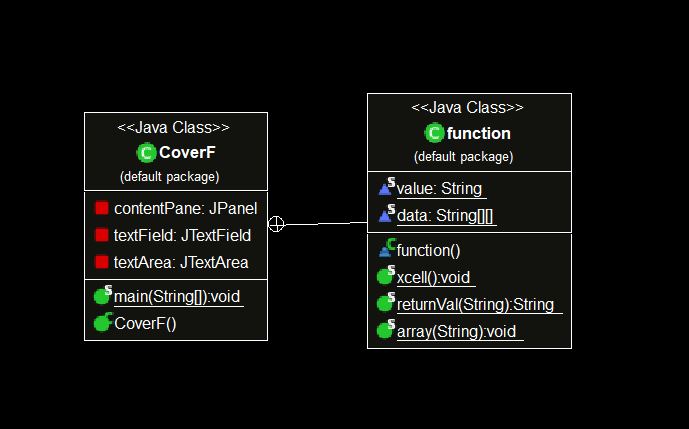 <<Java Class>>
CoverF
(default package)
contentPane: JPanel
textField: JTextField
textArea: JTextArea
main(String[]):void
CoverF()
<<Java Class>>
function
(default package)
value: String
data: String[][]
function()
xcell():void
returnVal(String):String
array(String):void